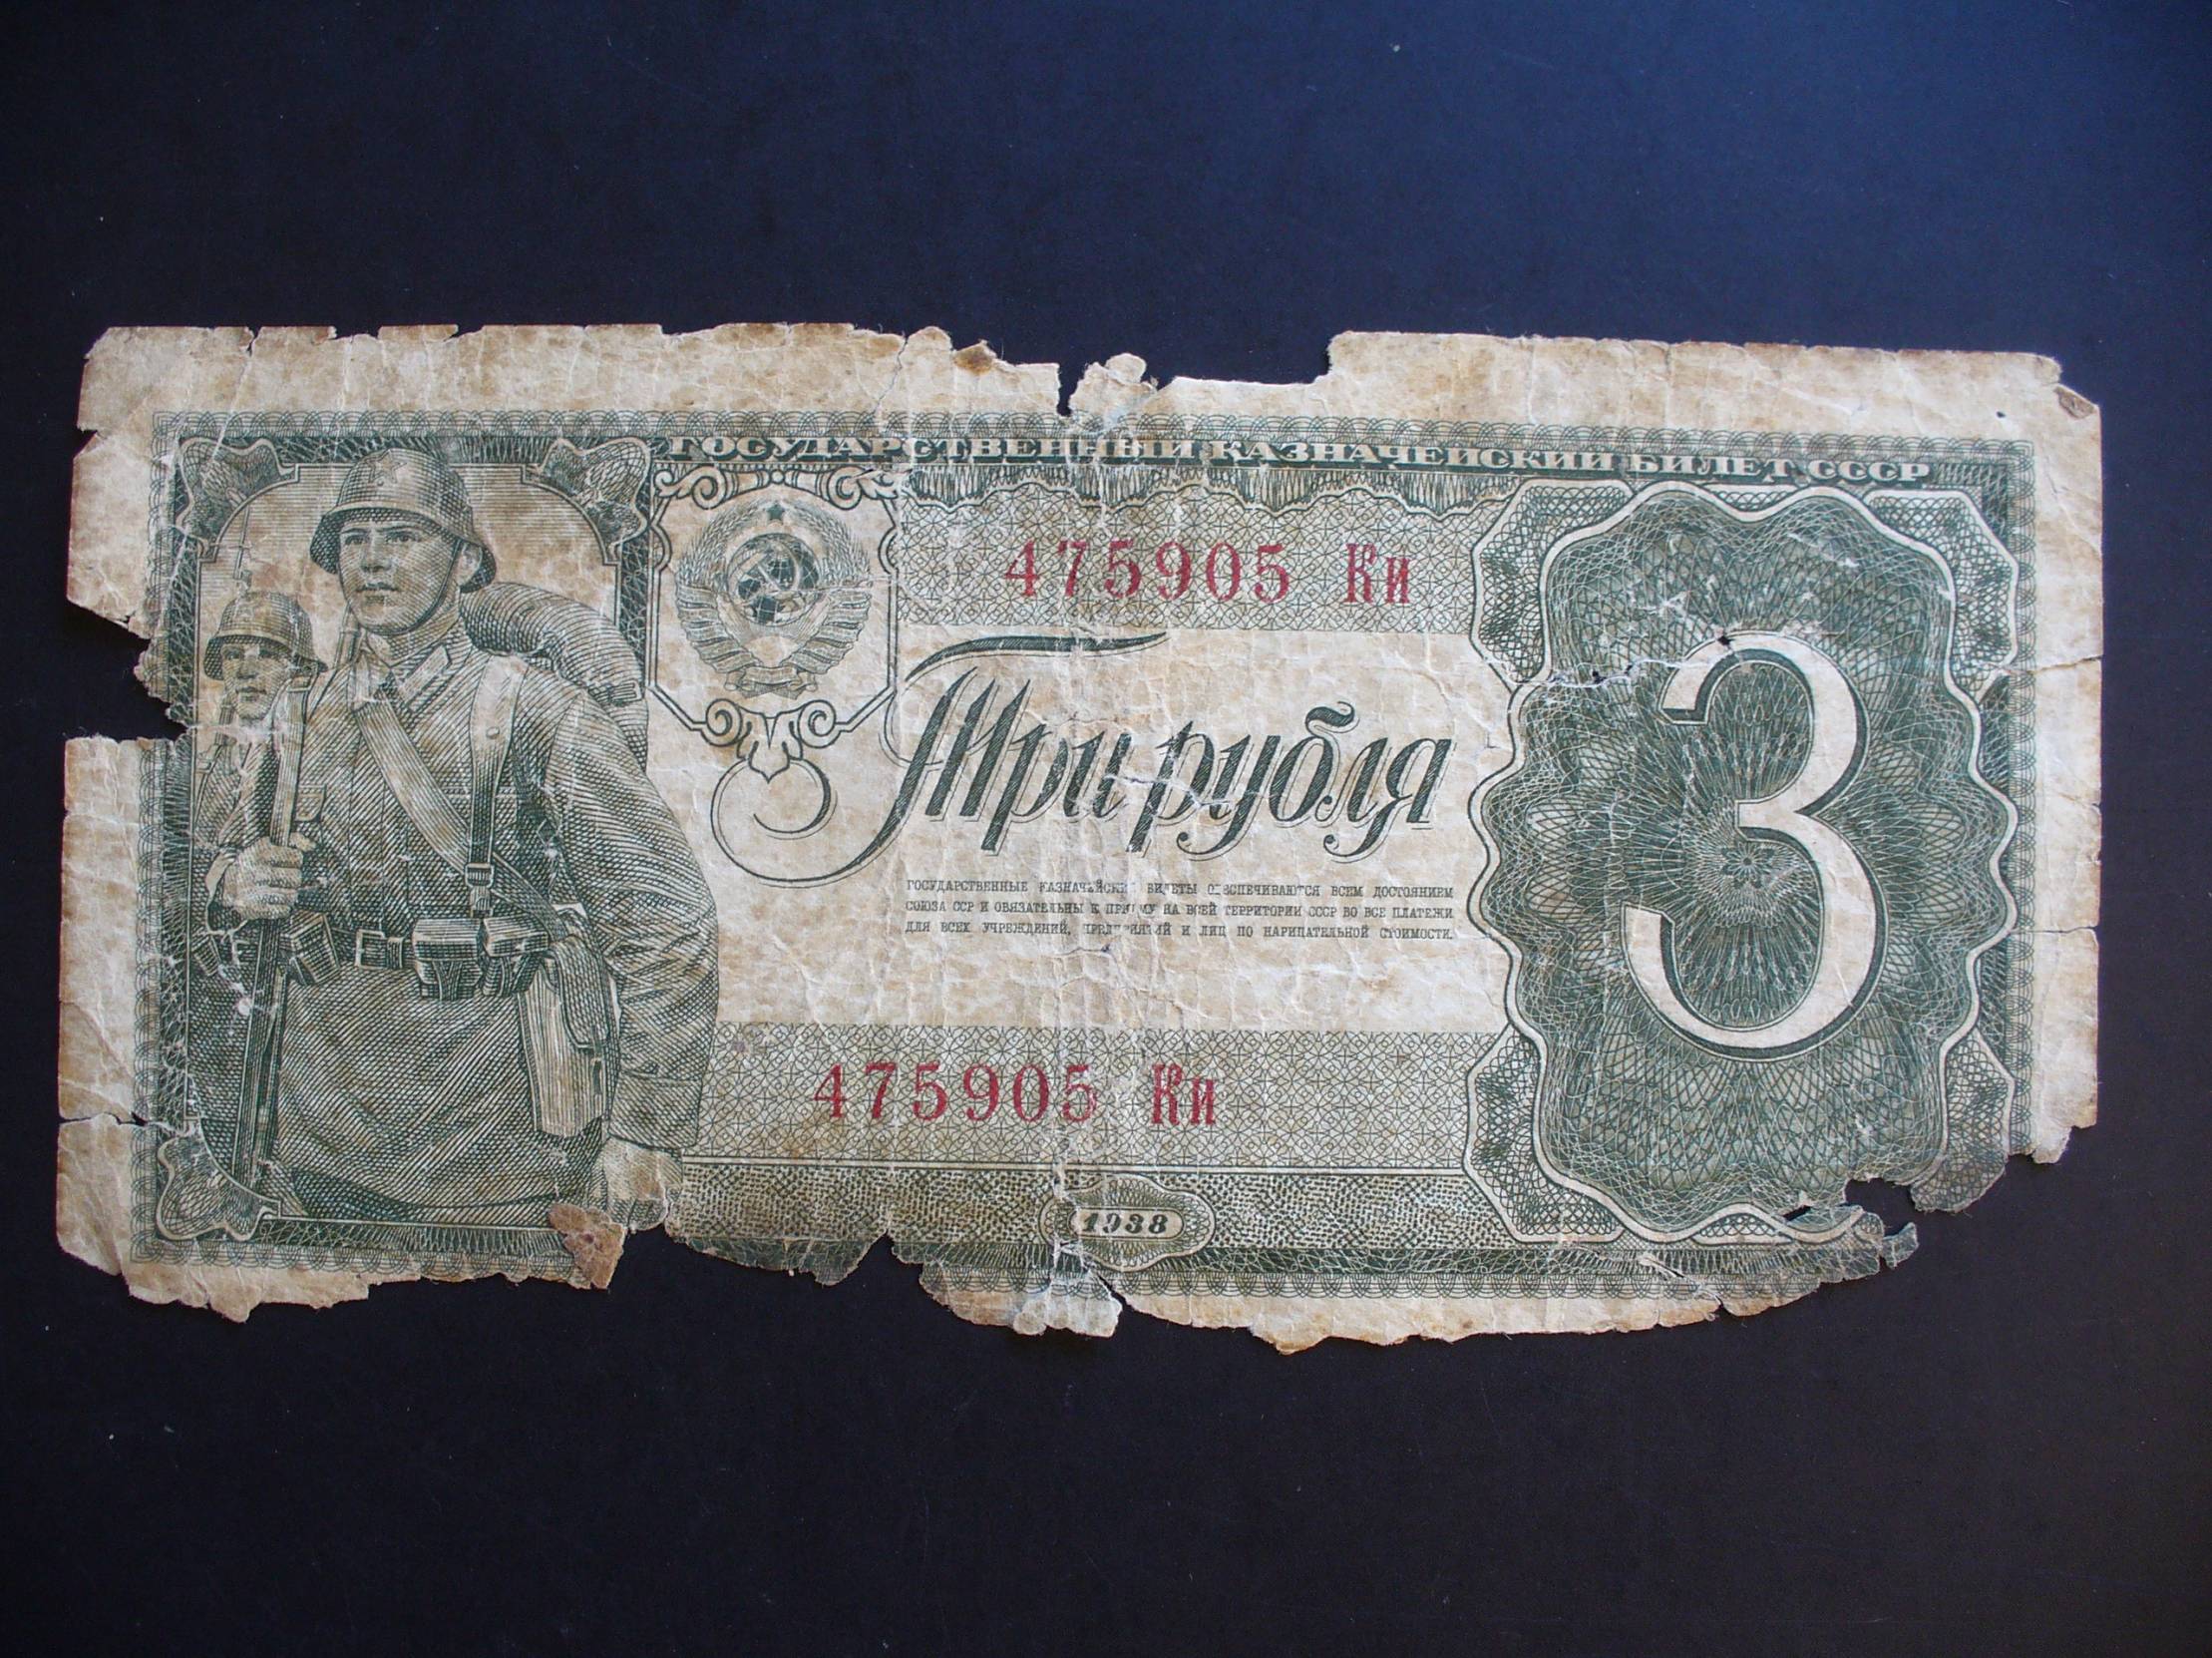 ГОСУДАРСТВЕННЫЙ КАЗНАЧЕЙСКИЙ БИЛЕТ СССР
475905 Ки
Три рубля
3
ГОСУДАРСТВЕННЫЕ КАЗНАЧЕЙСКИЕ БИЛЕТЫ ОБЕСПЕЧИВАЮТСЯ ВСЕМ ДОСТОЯНИЕМ
СОЮЗА ССР И ОБЯЗАТЕЛЬНЫ К ПРИЕМУ НА ВСЕЙ ТЕРРИТОРИИ СССР ВО ВСЕ ПЛАТЕЖИ
ДЛЯ ВСЕХ УЧРЕЖДЕНИЙ, ПРЕДПРИЯТИЙ И ЛИЦ ПО НАРИЦАТЕЛЬНОЙ СТОИМОСТИ.
475905 Ки
1938